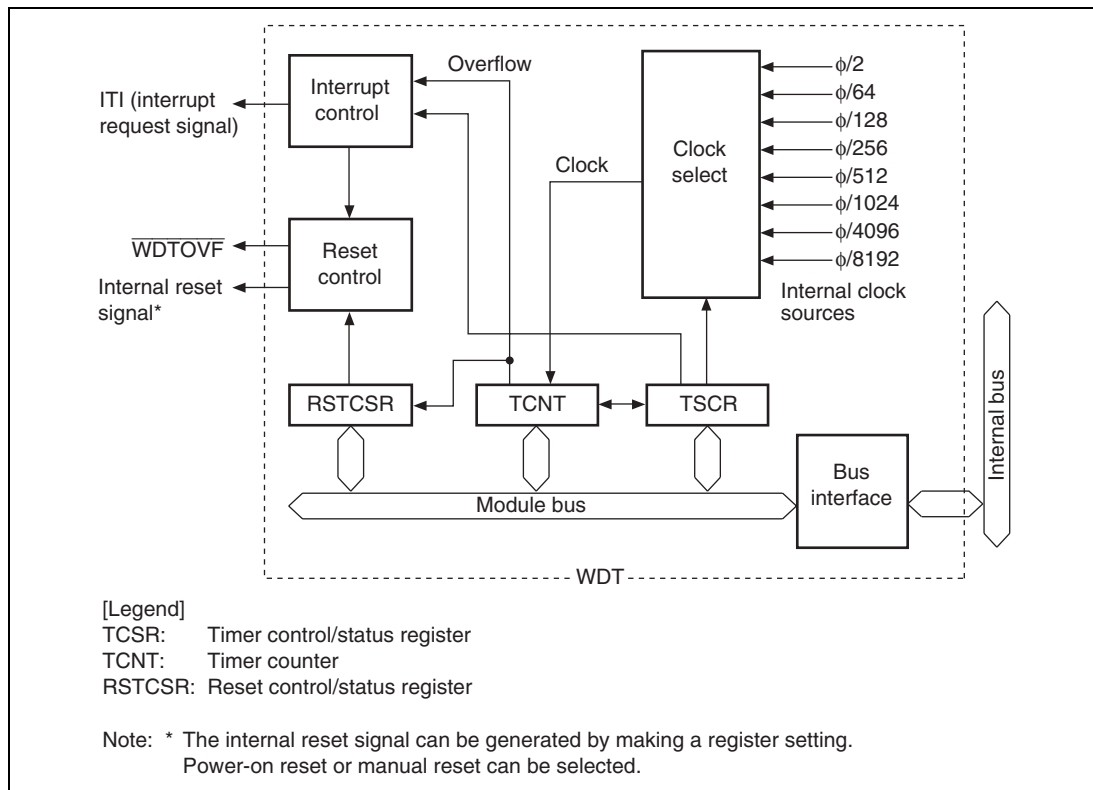 Overflow
ITI (interrupt
request signal)
Interrupt
control
WDTOVF
Internal reset
signal*
Reset
control
Clock
Clock
select
ϕ/2
ϕ/64
ϕ/128
ϕ/256
ϕ/512
ϕ/1024
ϕ/4096
ϕ/8192
Internal clock
sources
RSTCSR
TCNT
TSCR
Module bus
Bus
interface
Internal bus
WDT
[Legend]
TCSR: Timer control/status register
TCNT: Timer counter
RSTCSR: Reset control/status register
Note: * The internal reset signal can be generated by making a register setting.
Power-on reset or manual reset can be selected.